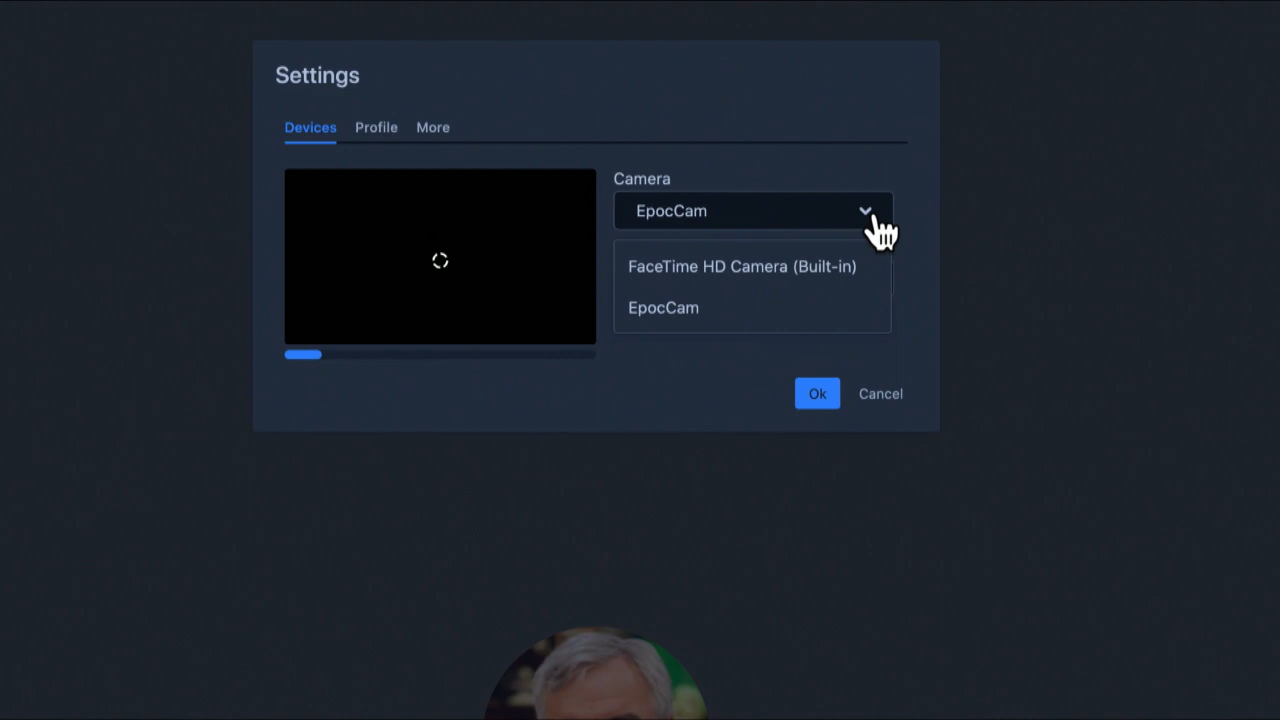 Settings
Devices Profile More
Camera
EpocCam
FaceTime HD Camera (Built-in)
EpocCam
Ok Cancel